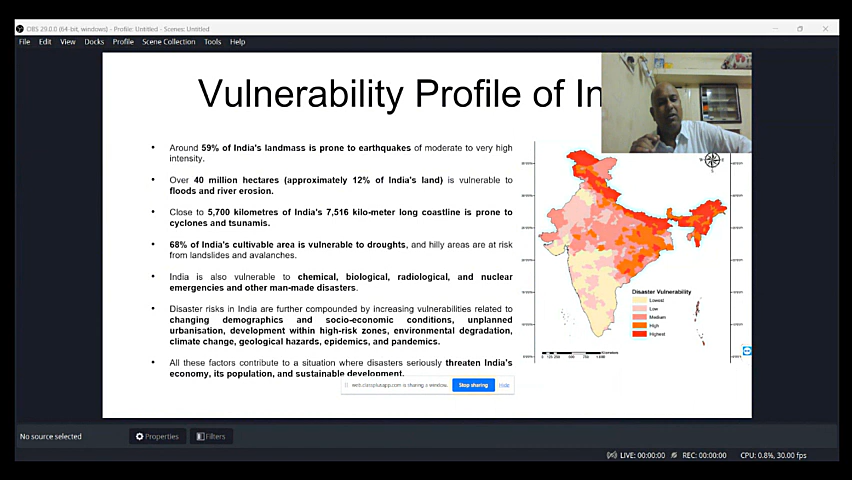 OBS 29.0.0 (64-bit, windows) - Profile: Untitled - Scenes: Untitled
File Edit View Docks Profile Scene Collection Tools Help
Vulnerability Profile of In
• Around 59% of India's landmass is prone to earthquakes of moderate to very high
intensity.
• Over 40 million hectares (approximately 12% of India's land) is vulnerable to
floods and river erosion.
• Close to 5,700 kilometres of India's 7,516 kilo-meter long coastline is prone to
cyclones and tsunamis.
• 68% of India's cultivable area is vulnerable to droughts, and hilly areas are at risk
from landslides and avalanches.
• India is also vulnerable to chemical, biological, radiological, and nuclear
emergencies and other man-made disasters.
• Disaster risks in India are further compounded by increasing vulnerabilities related to
changing demographics and socio-economic conditions, unplanned
urbanisation, development within high-risk zones, environmental degradation,
climate change, geological hazards, epidemics, and pandemics.
• All these factors contribute to a situation where disasters seriously threaten India's
economy, its population, and sustainable development.
Disaster Vulnerability
Lowest
Low
Medium
High
Highest
web.classplusapp.com is sharing a window. Stop sharing Hide
No source selected Properties Filters
LIVE: 00:00:00 REC: 00:00:00 CPU: 0.8%, 30.00 fps